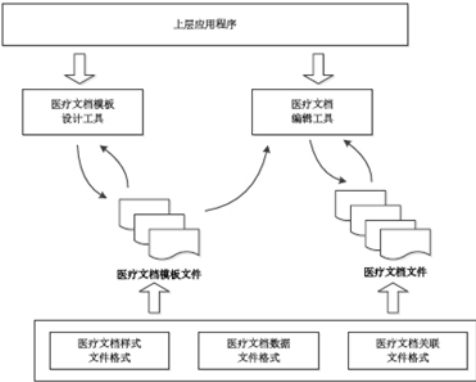 上层应用程序
医疗文档模板
设计工具
医疗文档
编辑工具
医疗文档模板文件
医疗文档文件
医疗文档样式
文件格式
医疗文档数据
文件格式
医疗文档关联
文件格式